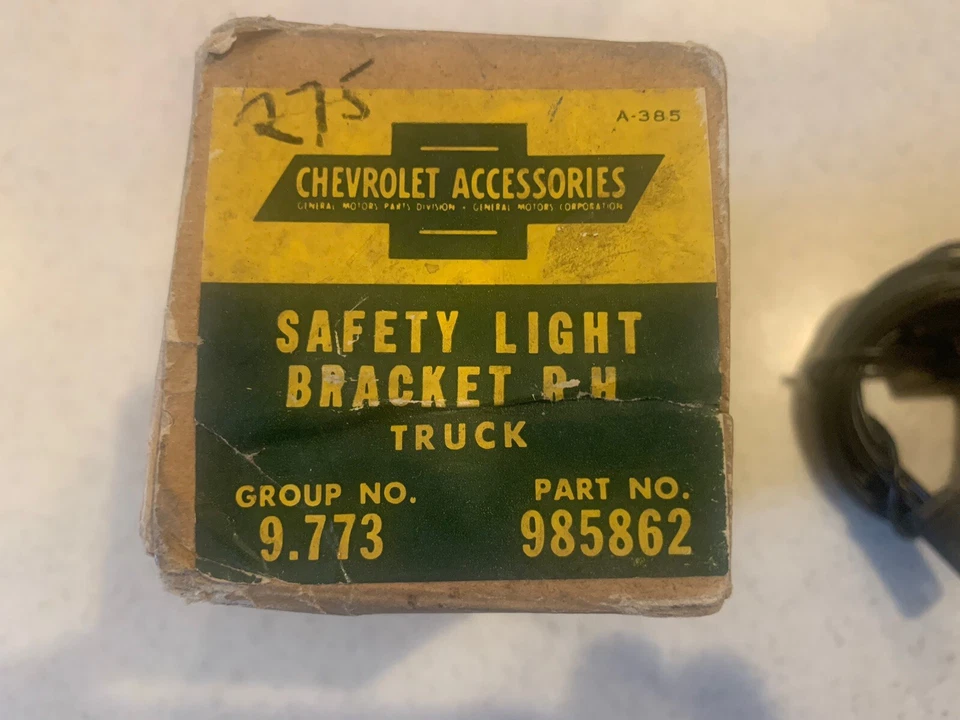 275
A-385
CHEVROLET ACCESSORIES
GENERAL MOTORS PARTS DIVISION - GENERAL MOTORS CORPORATION
SAFETY LIGHT
BRACKET R-H
TRUCK
GROUP NO. PART NO.
9.773 985862